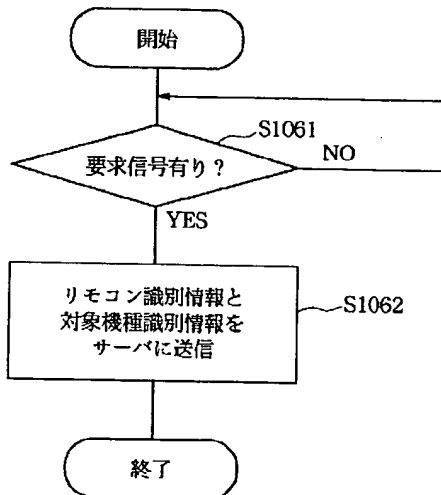 開始
S1061
要求信号有り?
NO
YES
リモコン識別情報と
対象機種識別情報を
サーバに送信
S1062
終了